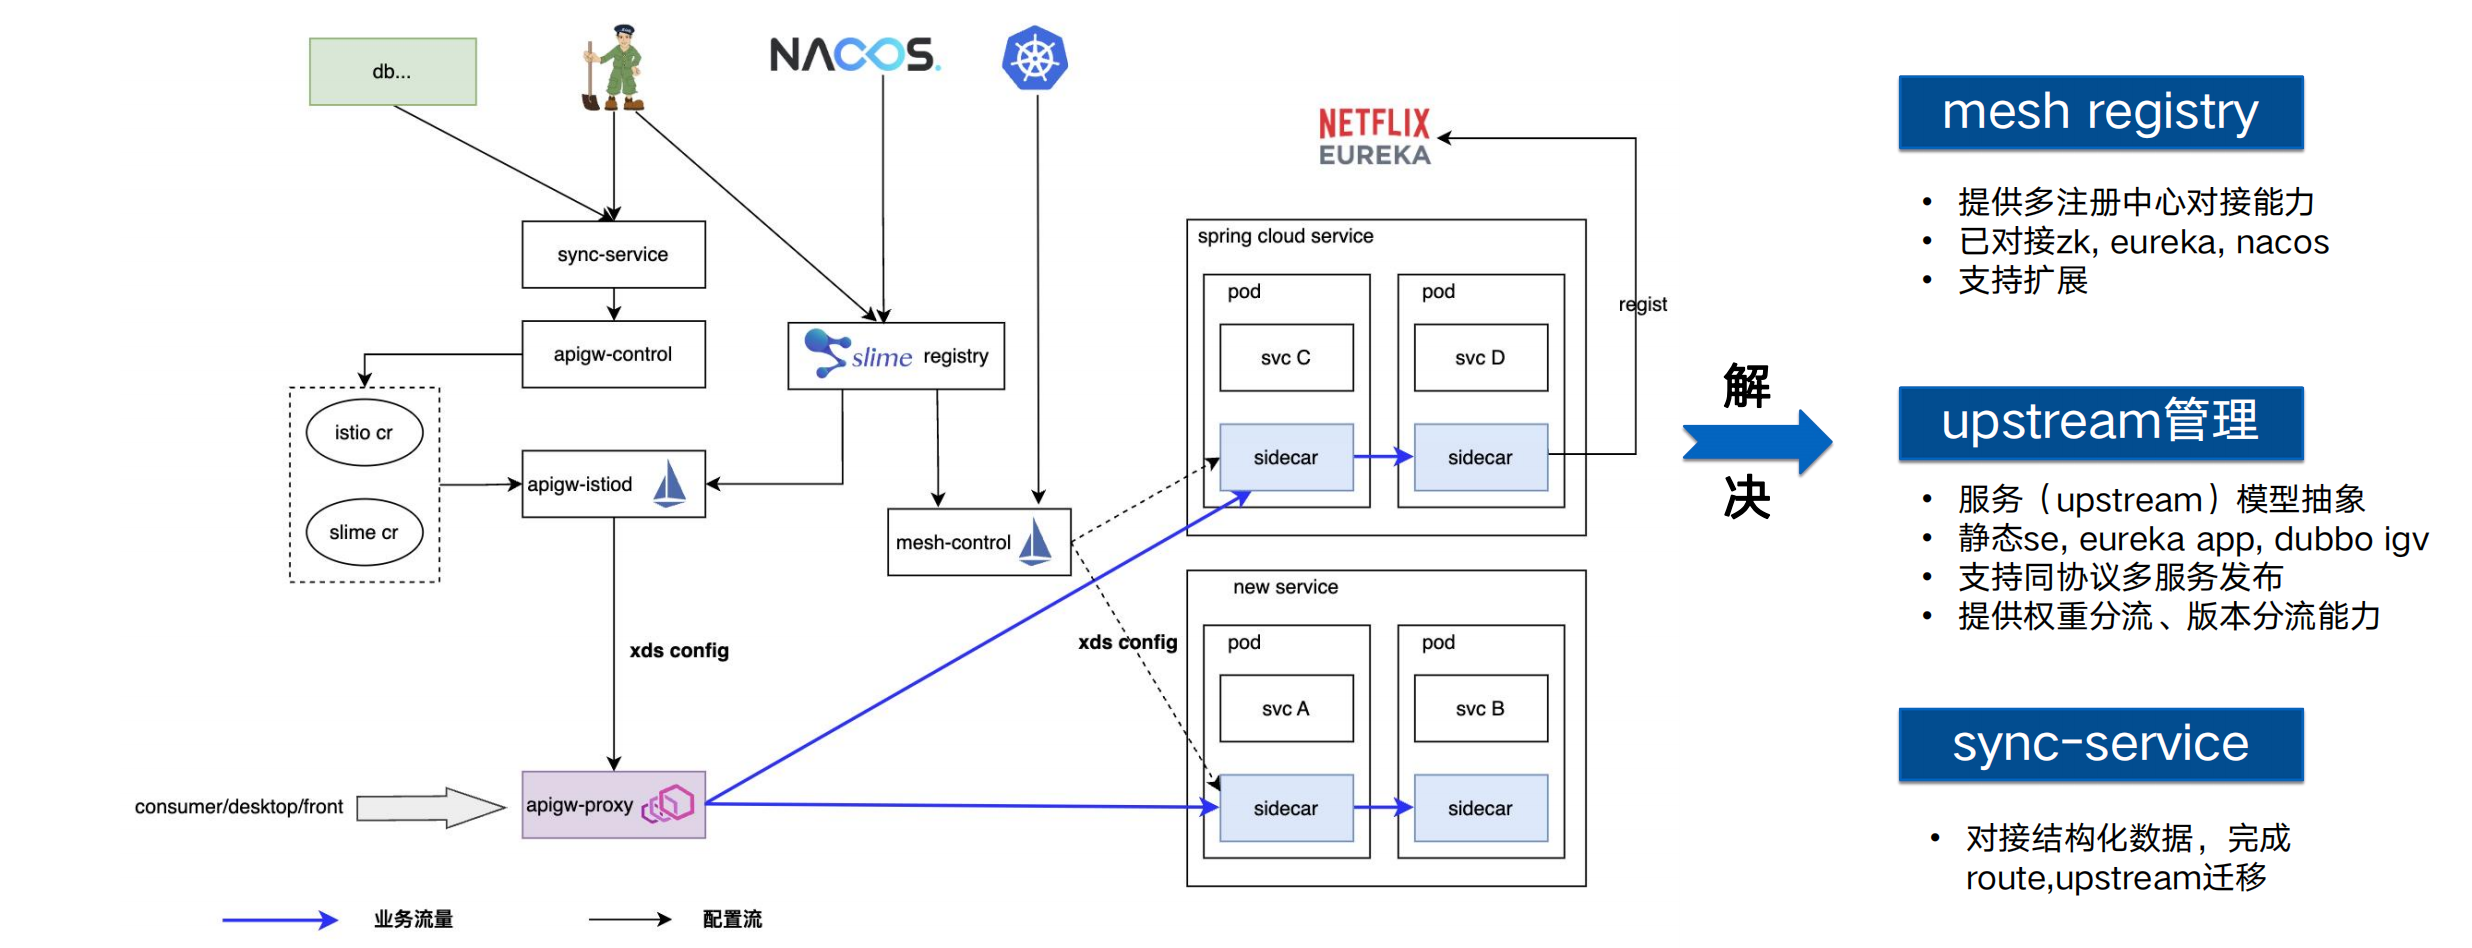 db...
NACOS.
NETFLIX
EUREKA
sync-service
apigw-control
istio cr
slime cr
apigw-istiod
slime registry
mesh-control
xds config
xds config
consumer/desktop/front
apigw-proxy
spring cloud service
pod
pod
svc C
svc D
sidecar
sidecar
regist
new service
pod
pod
svc A
svc B
sidecar
sidecar
业务流量
配置流
解
决
mesh registry
• 提供多注册中心对接能力
• 已对接zk, eureka, nacos
• 支持扩展
upstream管理
• 服务（upstream）模型抽象
• 静态se, eureka app, dubbo igv
• 支持同协议多服务发布
• 提供权重分流、版本分流能力
sync-service
• 对接结构化数据，完成
route,upstream迁移